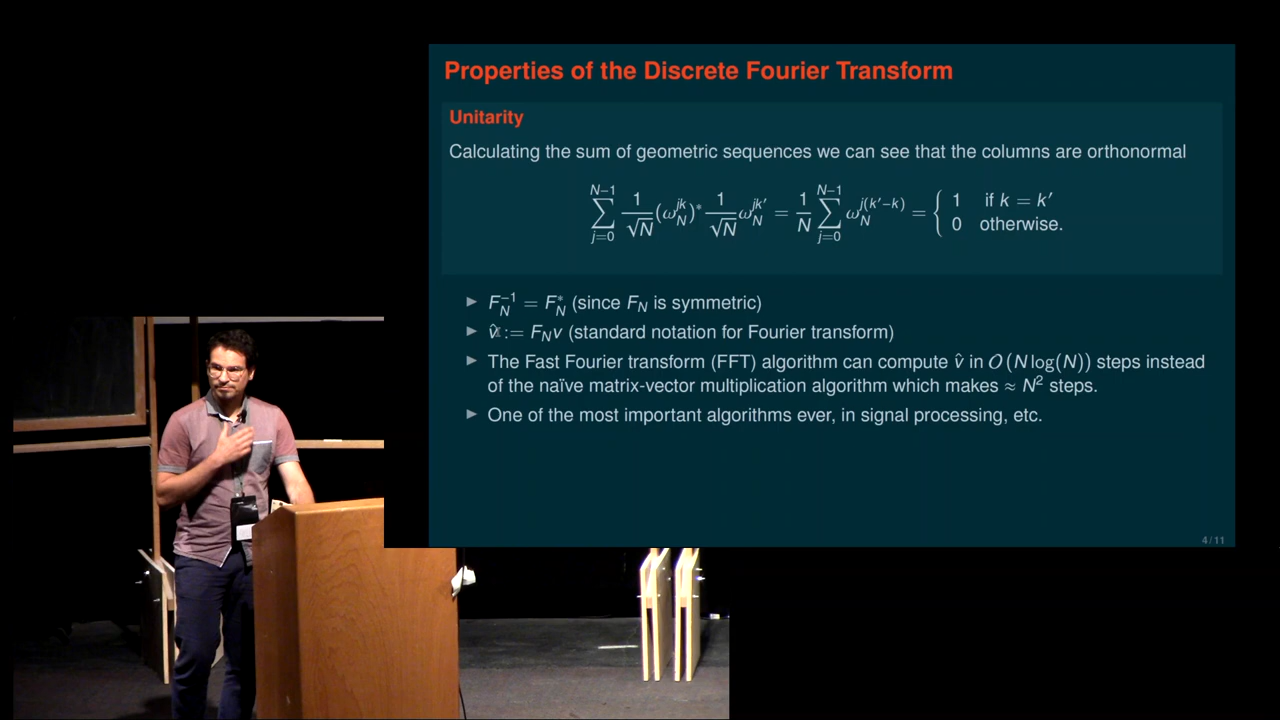 Properties of the Discrete Fourier Transform
Unitarity
Calculating the sum of geometric sequences we can see that the columns are orthonormal
$$\sum_{j=0}^{N-1} \frac{1}{\sqrt{N}} (\omega_N^{jk})^* \frac{1}{\sqrt{N}} \omega_N^{jk'} = \frac{1}{N} \sum_{j=0}^{N-1} \omega_N^{j(k'-k)} = \begin{cases} 1 & \text{if } k = k' \\ 0 & \text{otherwise.} \end{cases}$$
▶ $F_N^{-1} = F_N^*$ (since $F_N$ is symmetric)
▶ $\hat{v} := F_N v$ (standard notation for Fourier transform)
▶ The Fast Fourier transform (FFT) algorithm can compute $\hat{v}$ in $\mathcal{O}(N \log(N))$ steps instead
of the naïve matrix-vector multiplication algorithm which makes $\approx N^2$ steps.
▶ One of the most important algorithms ever, in signal processing, etc.
4 / 11